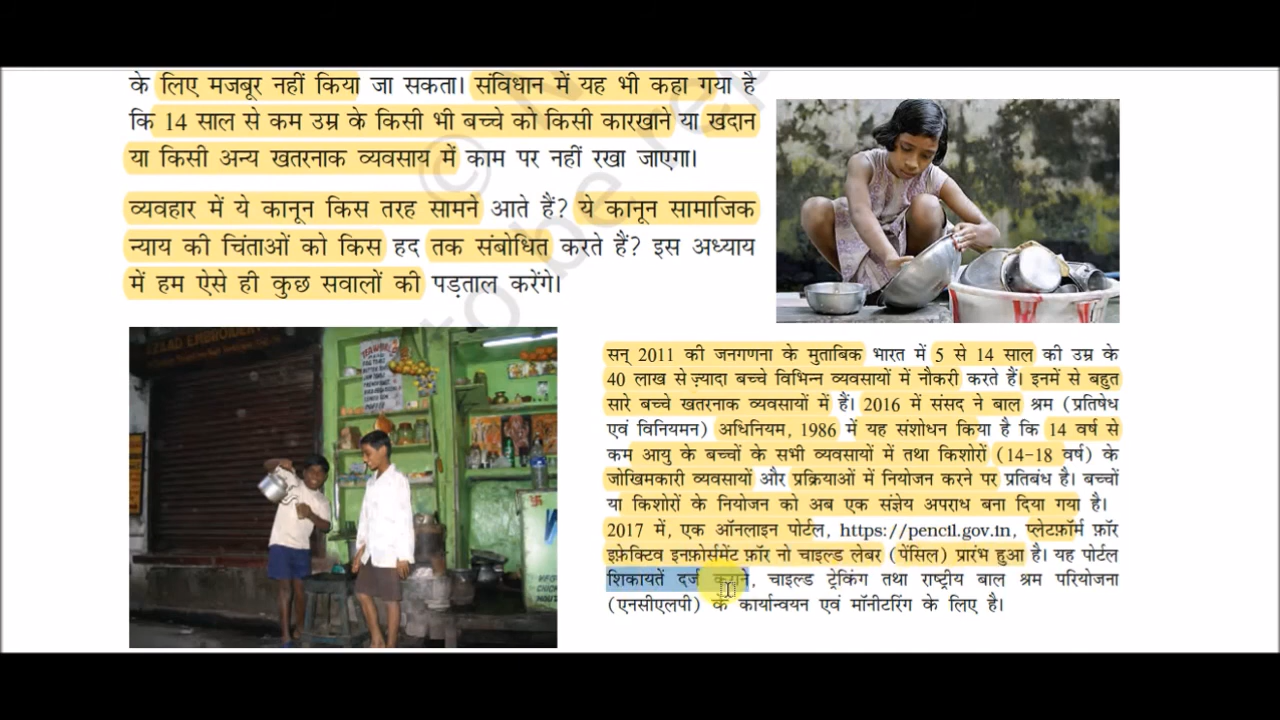 के लिए मजबूर नहीं किया जा सकता। संविधान में यह भी कहा गया है
कि 14 साल से कम उम्र के किसी भी बच्चे को किसी कारखाने या खदान
या किसी अन्य खतरनाक व्यवसाय में काम पर नहीं रखा जाएगा।
व्यवहार में ये कानून किस तरह सामने आते हैं? ये कानून सामाजिक
न्याय की चिंताओं को किस हद तक संबोधित करते हैं? इस अध्याय
में हम ऐसे ही कुछ सवालों की पड़ताल करेंगे।
सन् 2011 की जनगणना के मुताबिक भारत में 5 से 14 साल की उम्र के
40 लाख से ज़्यादा बच्चे विभिन्न व्यवसायों में नौकरी करते हैं। इनमें से बहुत
सारे बच्चे खतरनाक व्यवसायों में हैं। 2016 में संसद ने बाल श्रम (प्रतिषेध
एवं विनियमन) अधिनियम, 1986 में यह संशोधन किया है कि 14 वर्ष से
कम आयु के बच्चों के सभी व्यवसायों में तथा किशोरों (14-18 वर्ष) के
जोखिमकारी व्यवसायों और प्रक्रियाओं में नियोजन करने पर प्रतिबंध है। बच्चों
या किशोरों के नियोजन को अब एक संज्ञेय अपराध बना दिया गया है।
2017 में, एक ऑनलाइन पोर्टल, https://pencil.gov.in, प्लेटफ़ॉर्म फ़ॉर
इफ़ेक्टिव इनफ़ोर्समेंट फ़ॉर नो चाइल्ड लेबर (पेंसिल) प्रारंभ हुआ है। यह पोर्टल
शिकायतें दर्ज कराने, चाइल्ड ट्रेकिंग तथा राष्ट्रीय बाल श्रम परियोजना
(एनसीएलपी) के कार्यान्वयन एवं मॉनीटरिंग के लिए है।
© N
to be re